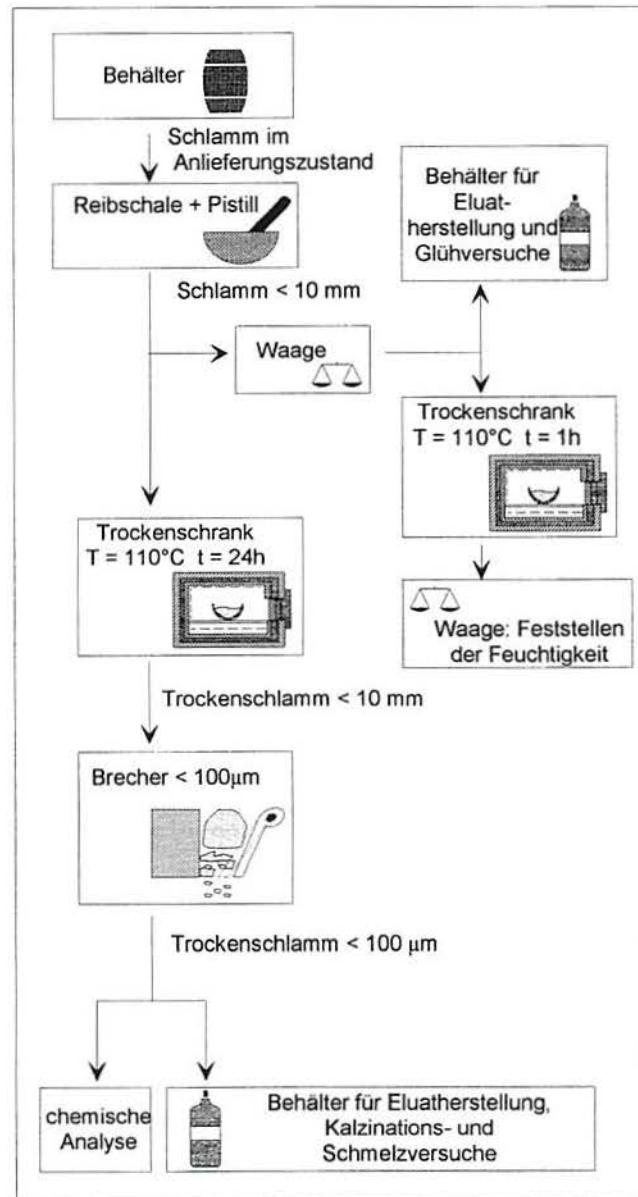 Behälter
Schlamm im
Anlieferungszustand
Reibschale + Pistill
Schlamm < 10 mm
Waage
Behälter für
Eluat-
herstellung und
Glühversuche
Trockenschrank
T = 110°C t = 1h
Waage: Feststellen
der Feuchtigkeit
Trockenschrank
T = 110°C t = 24h
Trockenschlamm < 10 mm
Brecher < 100µm
Trockenschlamm < 100 µm
chemische
Analyse
Behälter für Eluatherstellung,
Kalzinations- und
Schmelzversuche